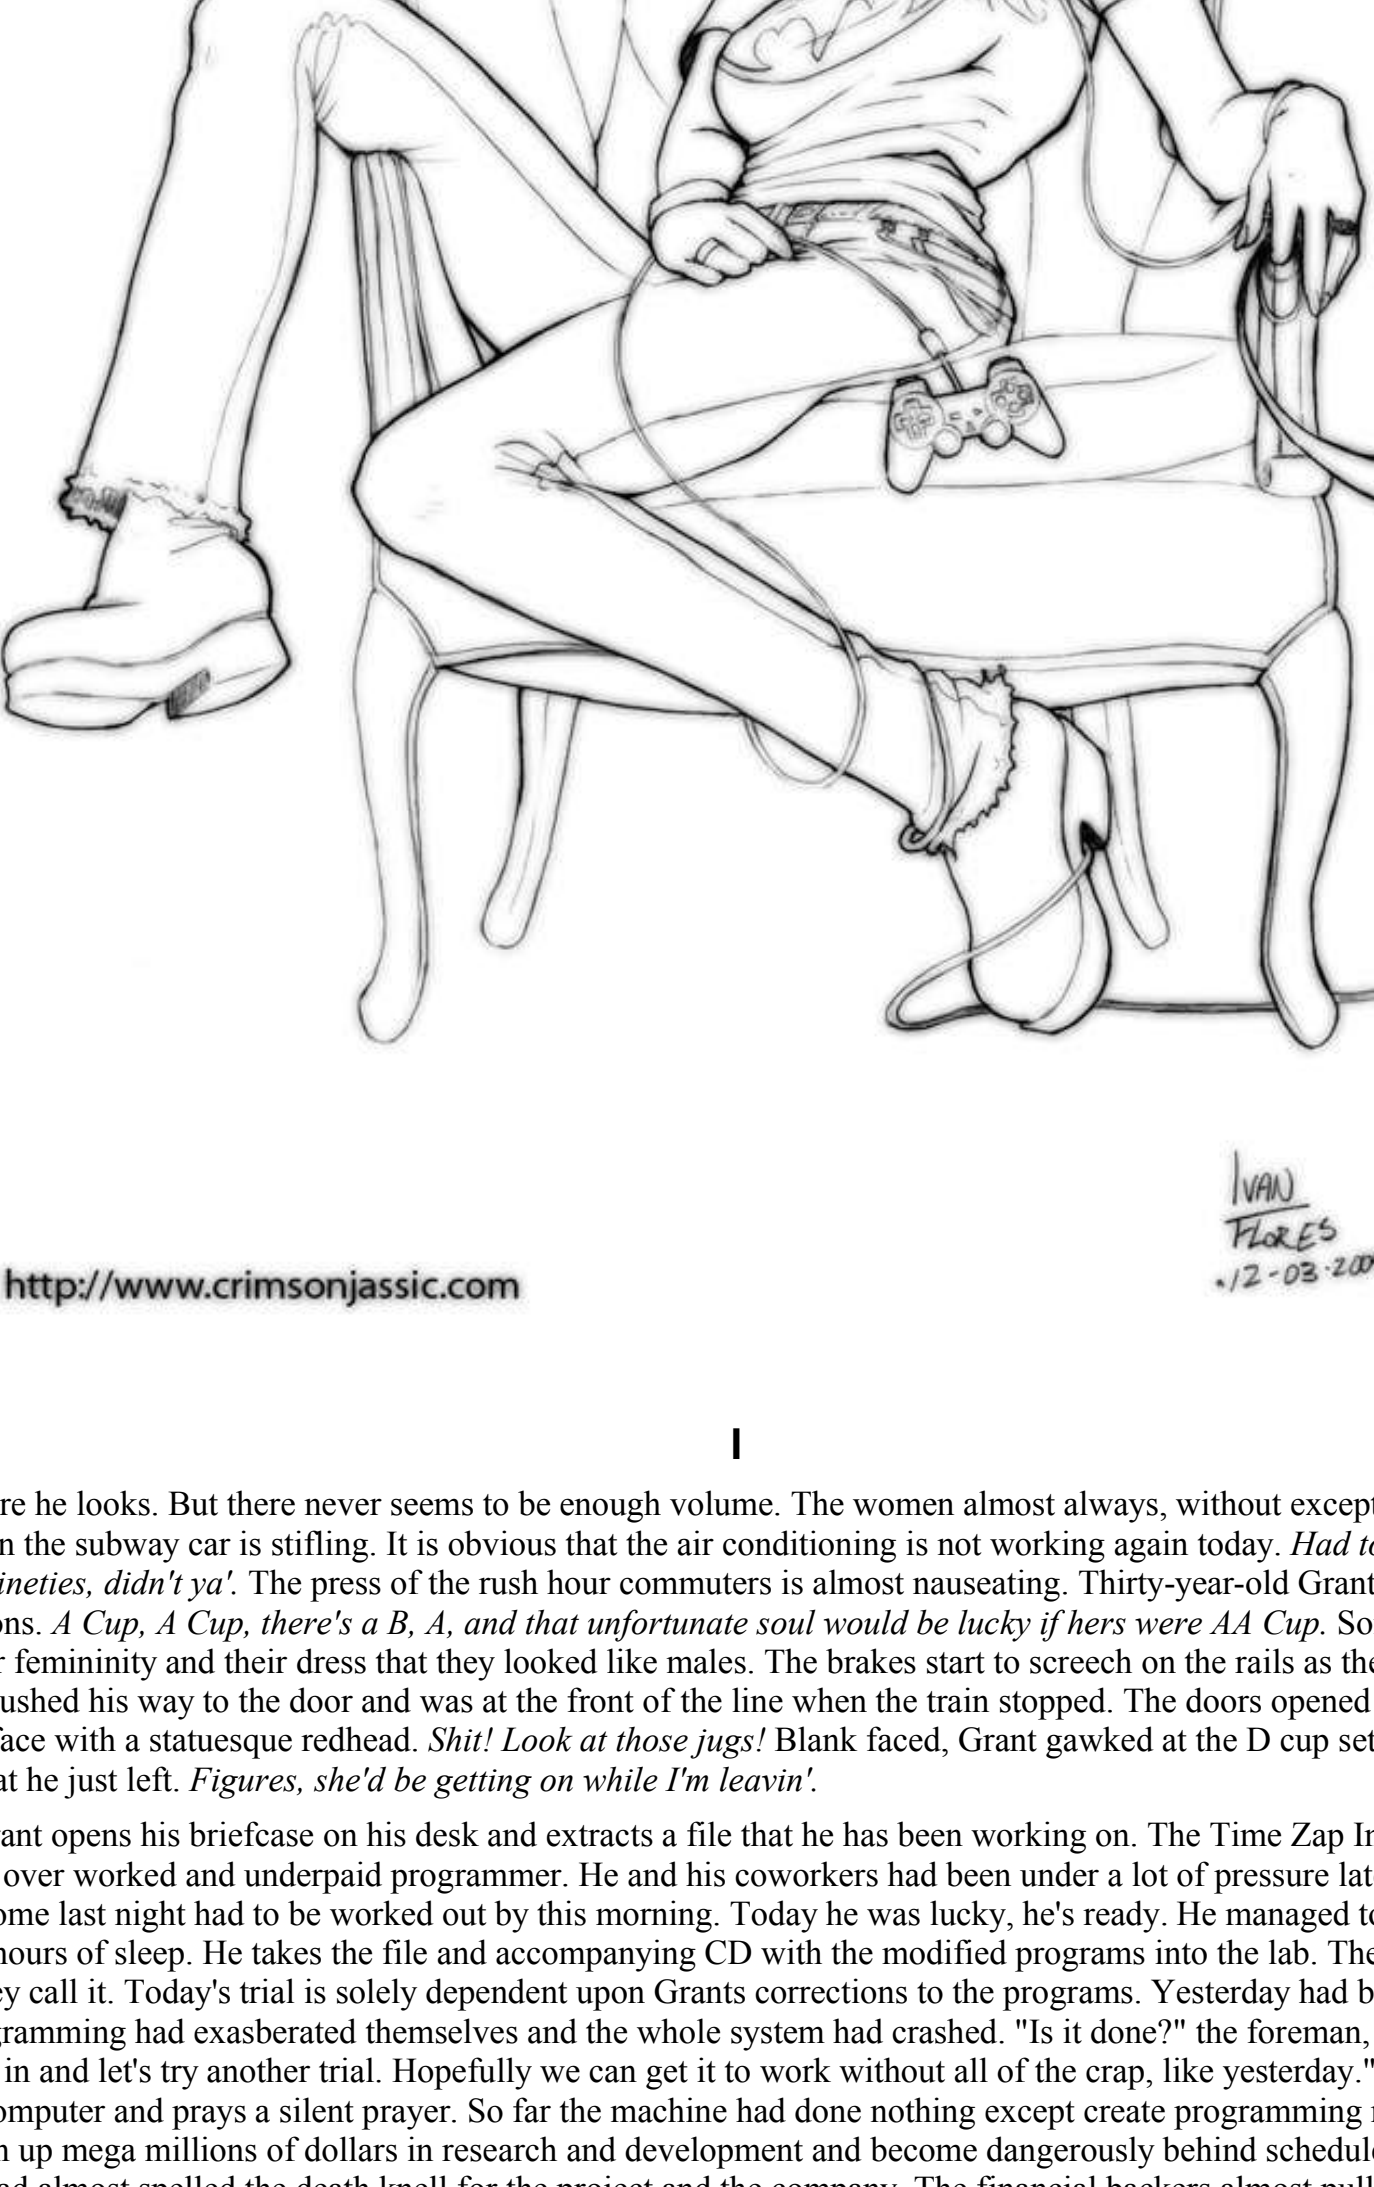 IVAN
FLORES
http://www.crimsonjassic.com
.12-03-200
I
re he looks. But there never seems to be enough volume. The women almost always, without except
n the subway car is stifling. It is obvious that the air conditioning is not working again today. Had to
ineties, didn't ya'. The press of the rush hour commuters is almost nauseating. Thirty-year-old Grant
ons. A Cup, A Cup, there's a B, A, and that unfortunate soul would be lucky if hers were AA Cup. So
r femininity and their dress that they looked like males. The brakes start to screech on the rails as the
ushed his way to the door and was at the front of the line when the train stopped. The doors opened
face with a statuesque redhead. Shit! Look at those jugs! Blank faced, Grant gawked at the D cup set
at he just left. Figures, she'd be getting on while I'm leavin'.
rant opens his briefcase on his desk and extracts a file that he has been working on. The Time Zap In
over worked and underpaid programmer. He and his coworkers had been under a lot of pressure late
ome last night had to be worked out by this morning. Today he was lucky, he's ready. He managed to
hours of sleep. He takes the file and accompanying CD with the modified programs into the lab. The
ey call it. Today's trial is solely dependent upon Grants corrections to the programs. Yesterday had b
gramming had exasberated themselves and the whole system had crashed. "Is it done?" the foreman,
in and let's try another trial. Hopefully we can get it to work without all of the crap, like yesterday."
omputer and prays a silent prayer. So far the machine had done nothing except create programming
n up mega millions of dollars in research and development and become dangerously behind schedule
ad almost spelled the death knell for the project and the company. The financial backers almost pull